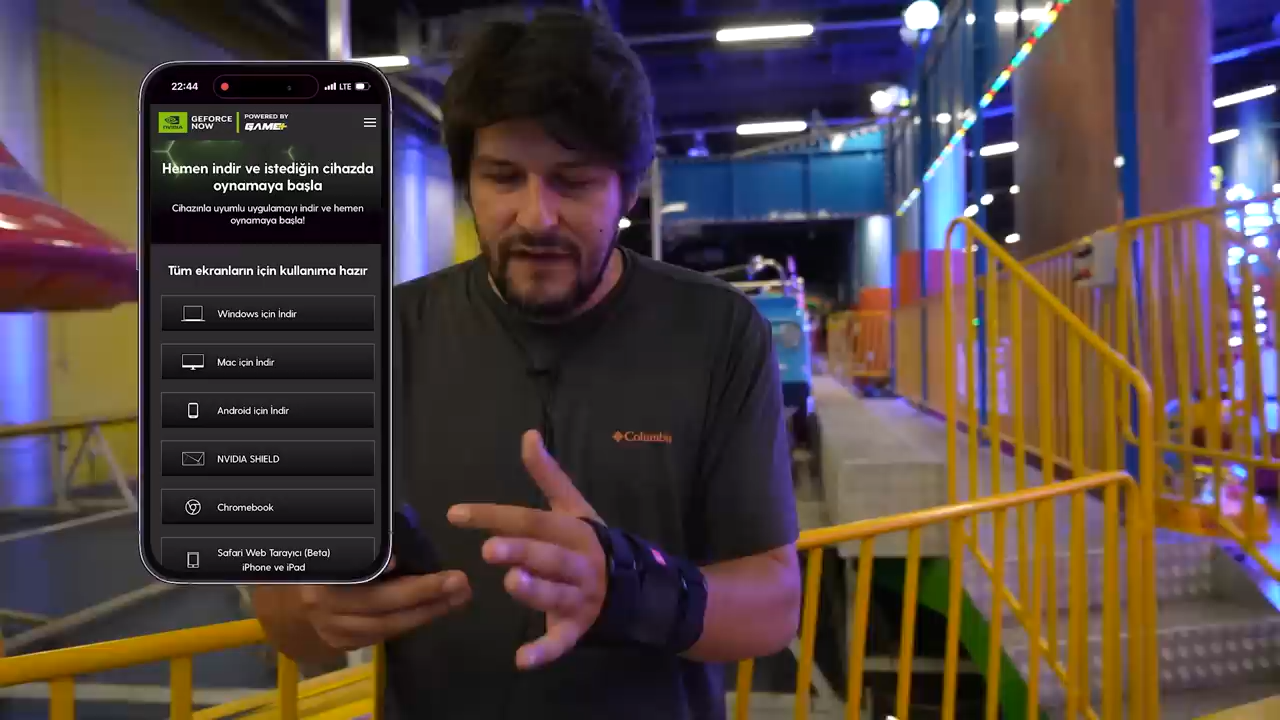 22:44
LTE
NVIDIA
GEFORCE NOW
POWERED BY
GAME+
Hemen indir ve istediğin cihazda
oynamaya başla
Cihazınla uyumlu uygulamayı indir ve hemen
oynamaya başla!
Tüm ekranların için kullanıma hazır
Windows için İndir
Mac için İndir
Android için İndir
NVIDIA SHIELD
Chromebook
Safari Web Tarayıcı (Beta)
iPhone ve iPad
Columbia